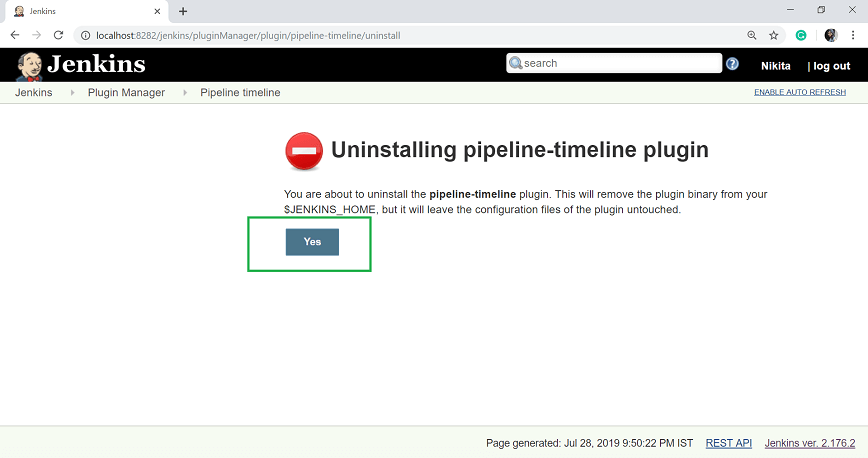 Jenkins
localhost:8282/jenkins/pluginManager/plugin/pipeline-timeline/uninstall
Jenkins
search
?
Nikita
| log out
Jenkins
Plugin Manager
Pipeline timeline
ENABLE AUTO REFRESH
Uninstalling pipeline-timeline plugin
You are about to uninstall the pipeline-timeline plugin. This will remove the plugin binary from your
$JENKINS_HOME, but it will leave the configuration files of the plugin untouched.
Yes
Page generated: Jul 28, 2019 9:50:22 PM IST
REST API
Jenkins ver. 2.176.2